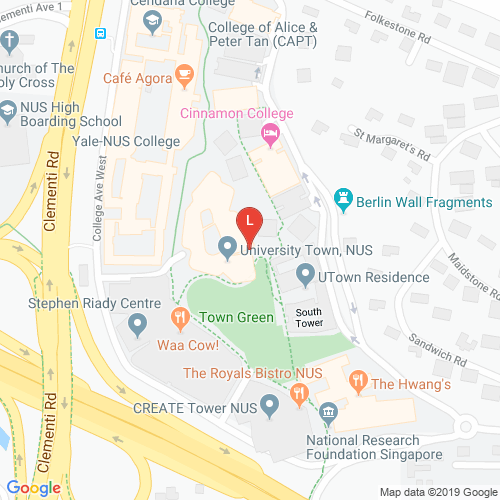 Clementi Ave 1
Cendana College
Folkestone Rd
College of Alice &
Peter Tan (CAPT)
Church of The
Holy Cross
Café Agora
NUS High
Boarding School
Cinnamon College
Yale-NUS College
St Margaret's Rd
Clementi Rd
College Ave West
Berlin Wall Fragments
L
University Town, NUS
Maidstone Rd
UTown Residence
Stephen Riady Centre
Town Green
South
Tower
Waa Cow!
Sandwich Rd
The Royals Bistro NUS
The Hwang's
Clementi Rd
CREATE Tower NUS
National Research
Foundation Singapore
Map data ©2019 Google